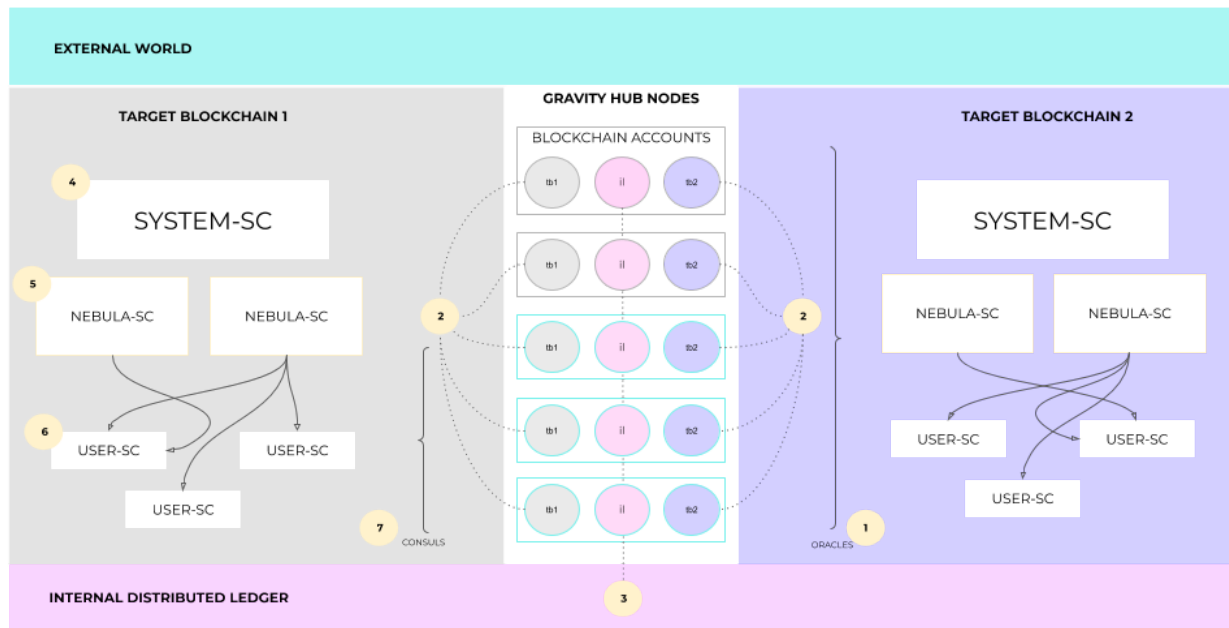 EXTERNAL WORLD
GRAVITY HUB NODES
TARGET BLOCKCHAIN 1
TARGET BLOCKCHAIN 2
BLOCKCHAIN ACCOUNTS
tb1 il tb2
4
SYSTEM-SC
SYSTEM-SC
tb1 il tb2
5
NEBULA-SC NEBULA-SC
2
2
NEBULA-SC NEBULA-SC
tb1 il tb2
6
USER-SC USER-SC
tb1 il tb2
USER-SC USER-SC
USER-SC
USER-SC
tb1 il tb2
7
CONSULS
1
ORACLES
INTERNAL DISTRIBUTED LEDGER
3